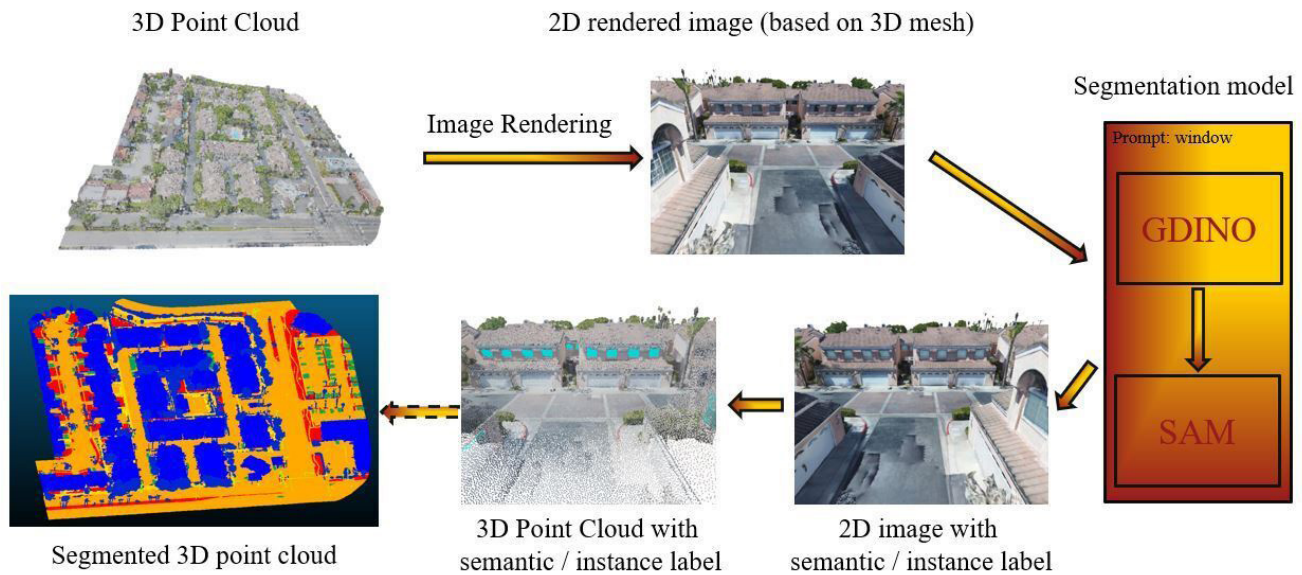 3D Point Cloud
2D rendered image (based on 3D mesh)
Segmentation model
Image Rendering
Prompt: window
GDINO
SAM
Segmented 3D point cloud
3D Point Cloud with
semantic / instance label
2D image with
semantic / instance label